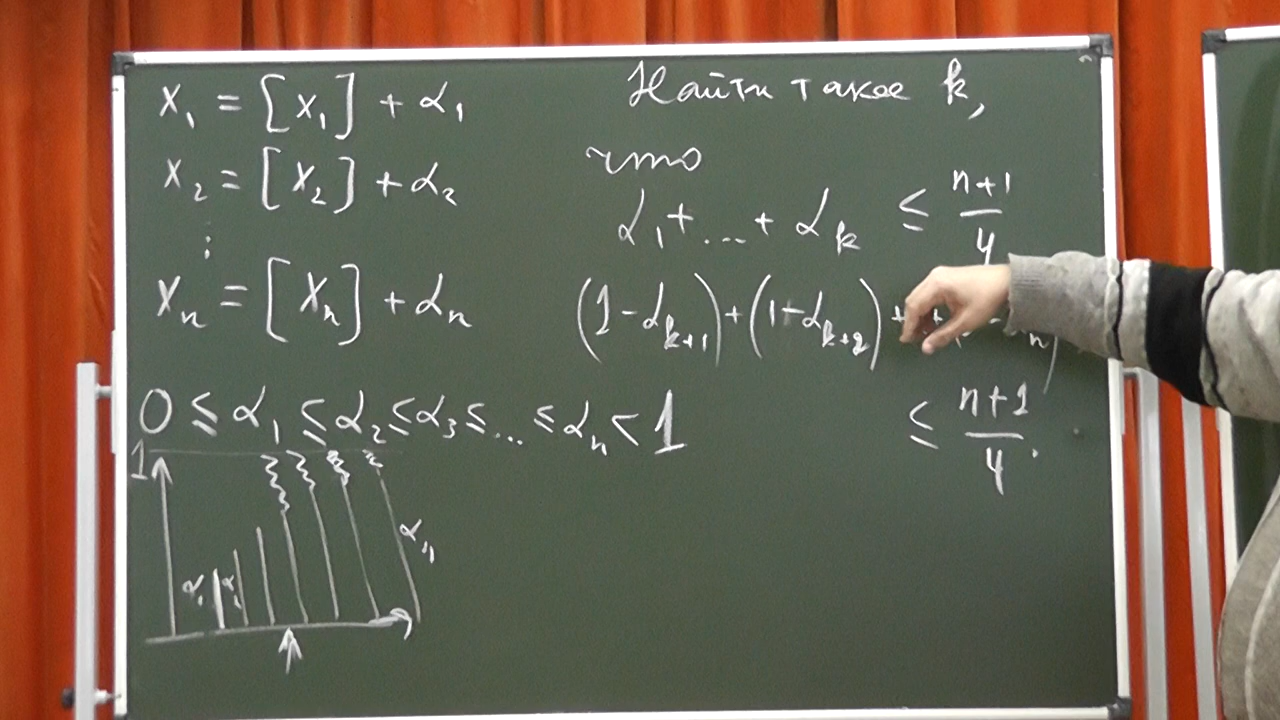 x₁ = [x₁] + α₁
x₂ = [x₂] + α₂
⋮
xₙ = [xₙ] + αₙ
0 ≤ α₁ ≤ α₂ ≤ α₃ ≤ ... ≤ αₙ < 1
1
α₁
αₙ
Найти такое k,
что
α₁ + ... + αₖ ≤ (n+1)/4
(1 - αₖ₊₁) + (1 - αₖ₊₂) +
≤ (n+1)/4.